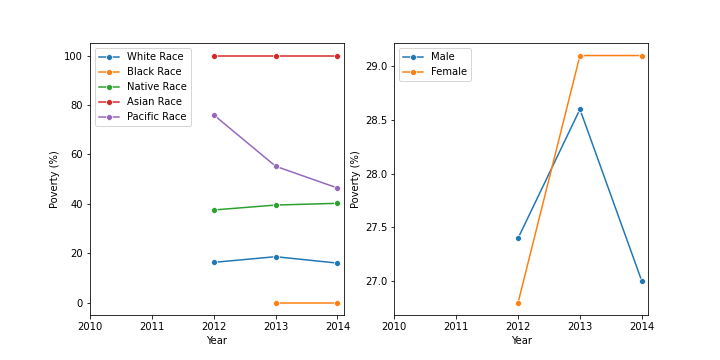 White Race
Black Race
Native Race
Asian Race
Pacific Race
100
80
60
40
20
0
Poverty (%)
2010 2011 2012 2013 2014
Year
Male
Female
29.0
28.5
28.0
27.5
27.0
Poverty (%)
2010 2011 2012 2013 2014
Year